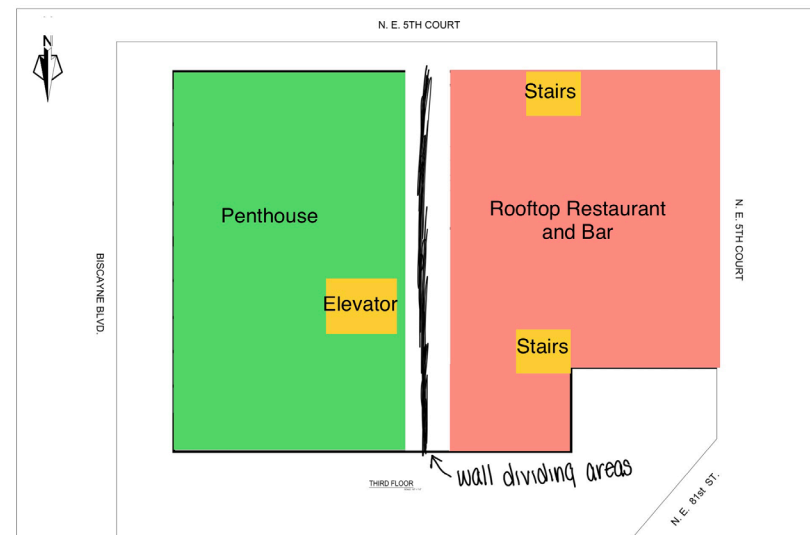 N. E. 5TH COURT
N
Stairs
Penthouse
Rooftop Restaurant
and Bar
N. E. 5TH COURT
BISCAYNE BLVD.
Elevator
Stairs
wall dividing areas
THIRD FLOOR
N. E. 81st ST.